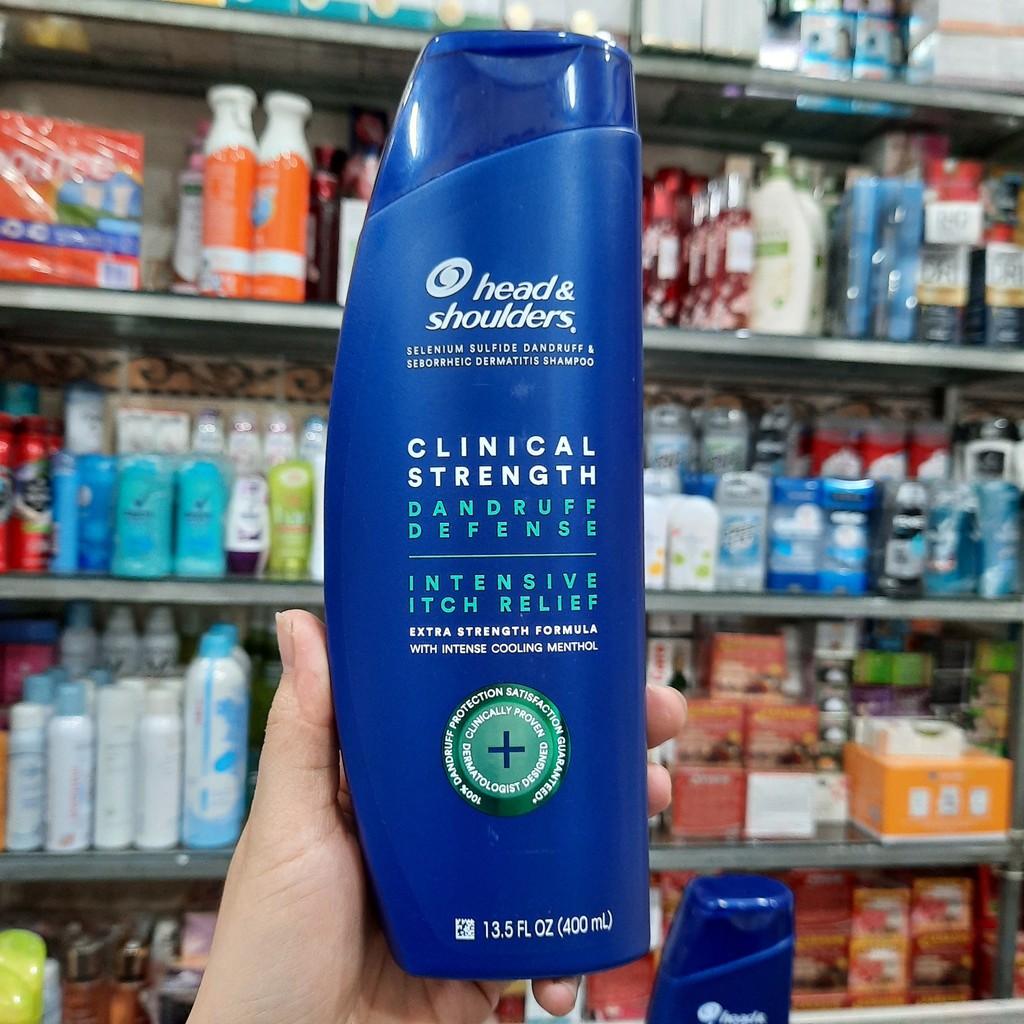 head &
shoulders
SELENIUM SULFIDE DANDRUFF &
SEBORRHEIC DERMATITIS SHAMPOO
CLINICAL
STRENGTH
DANDRUFF
DEFENSE
INTENSIVE
ITCH RELIEF
EXTRA STRENGTH FORMULA
WITH INTENSE COOLING MENTHOL
100% DANDRUFF PROTECTION SATISFACTION GUARANTEED*
CLINICALLY PROVEN
DERMATOLOGIST DESIGNED
13.5 FL OZ (400 mL)
head &